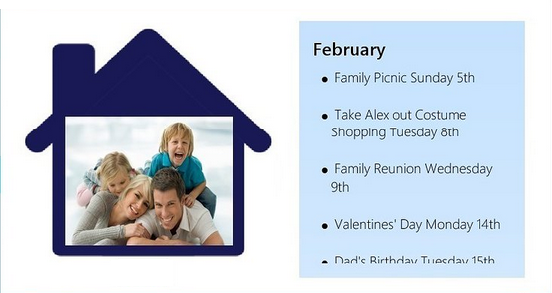 February
• Family Picnic Sunday 5th
• Take Alex out Costume
Shopping Tuesday 8th
• Family Reunion Wednesday
9th
• Valentines' Day Monday 14th
• Dad's Birthday Tuesday 15th